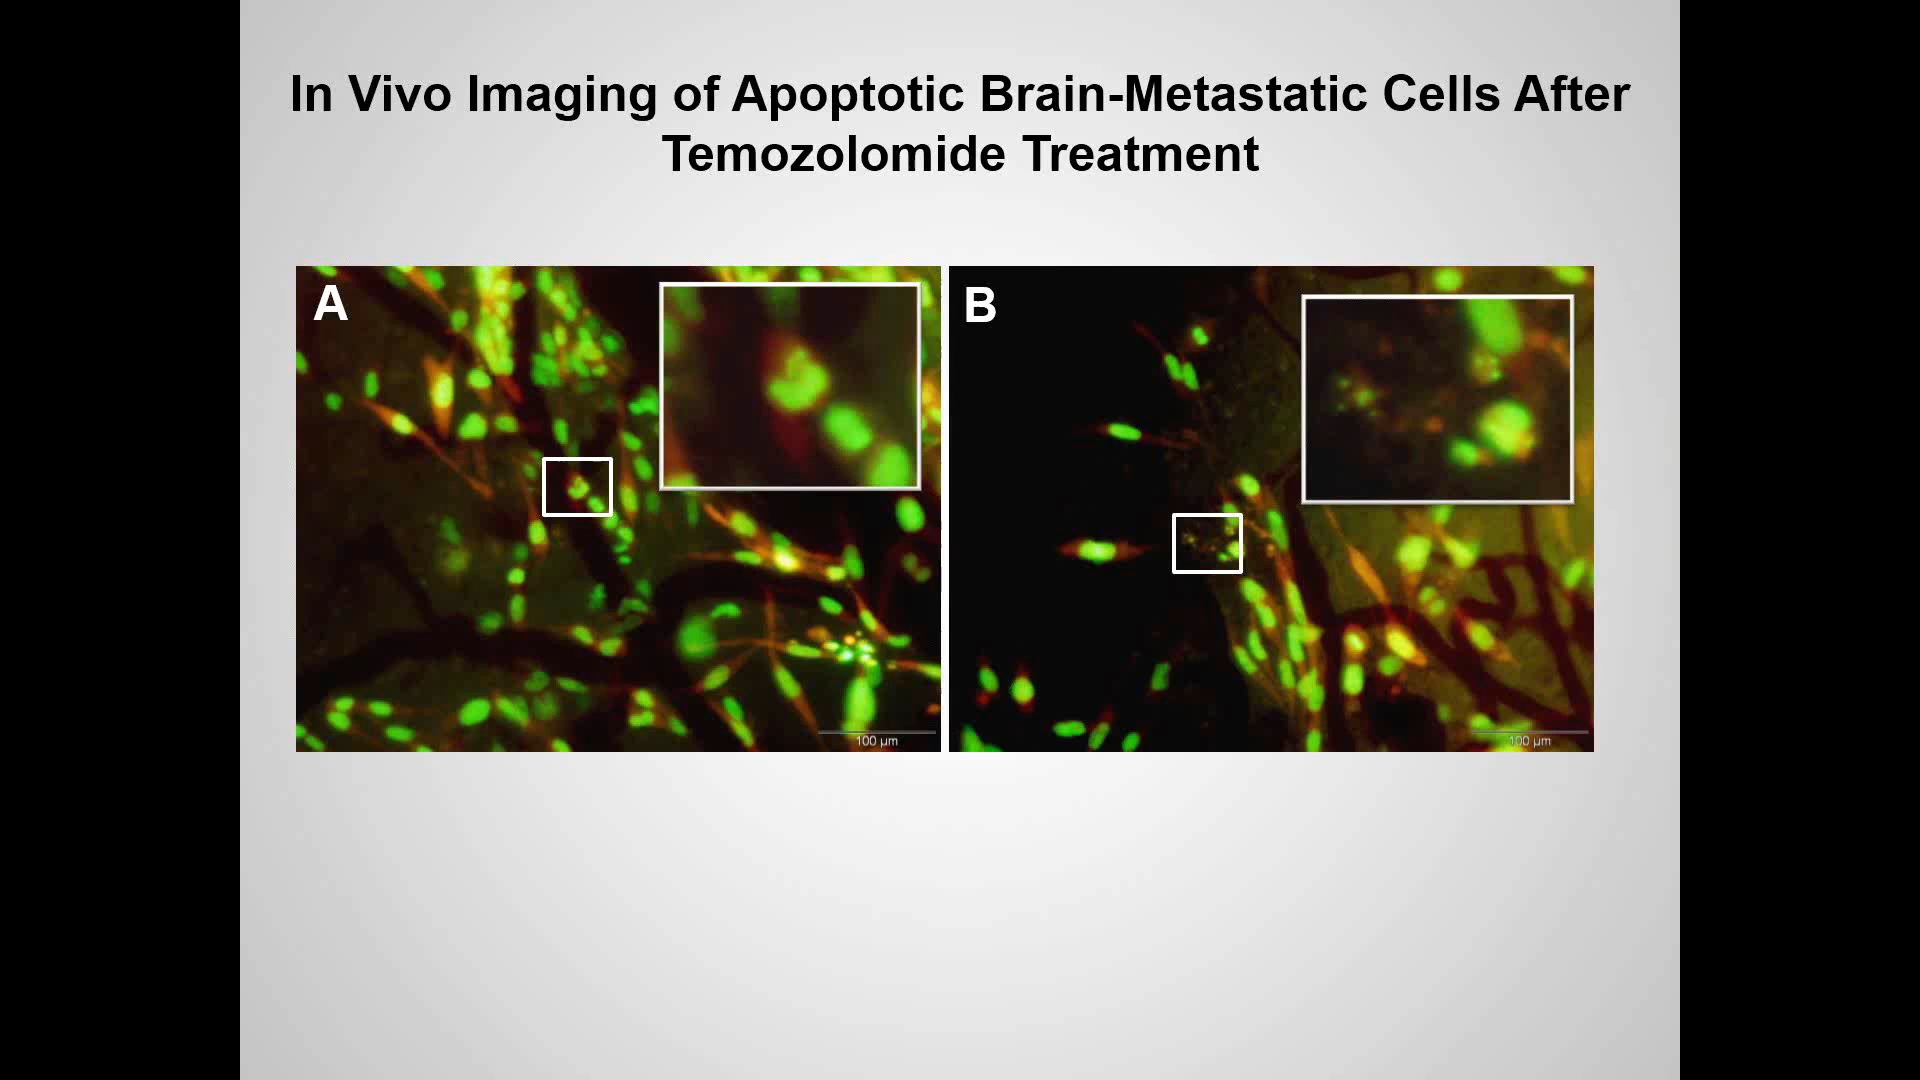 In Vivo Imaging of Apoptotic Brain-Metastatic Cells After
Temozolomide Treatment
A
B
100 µm
100 µm